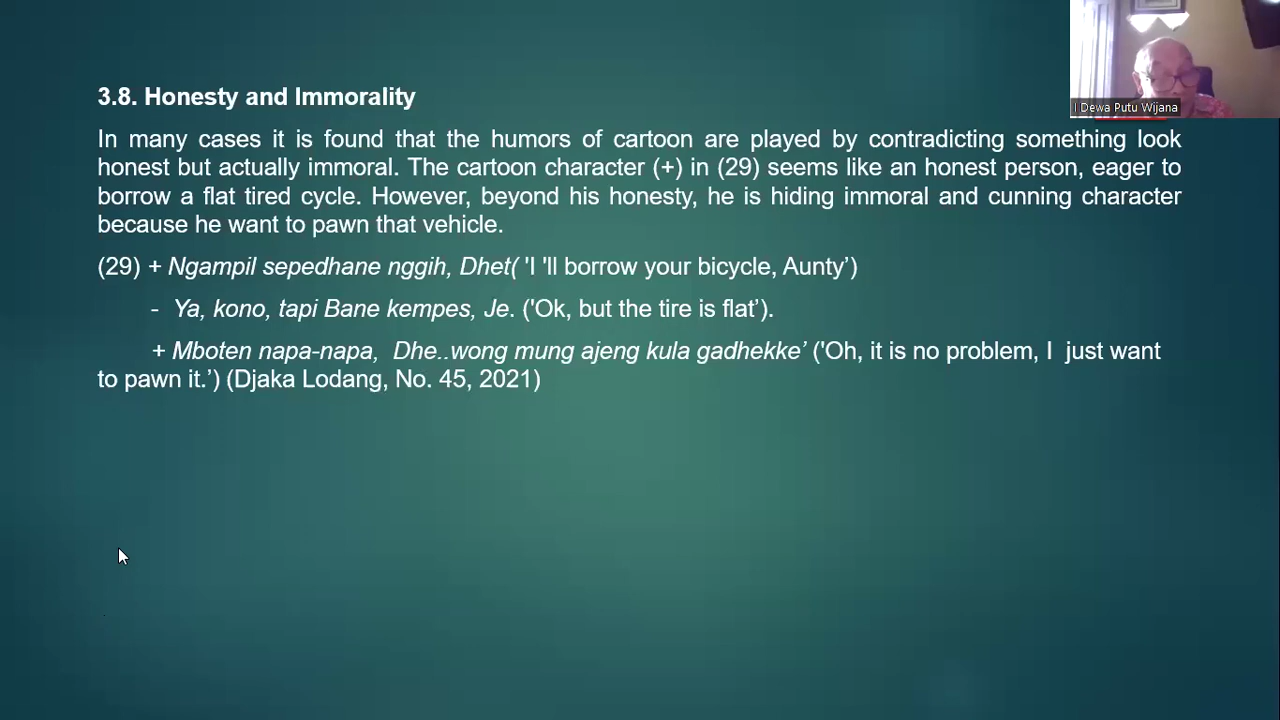 I Dewa Putu Wijana
3.8. Honesty and Immorality
In many cases it is found that the humors of cartoon are played by contradicting something look
honest but actually immoral. The cartoon character (+) in (29) seems like an honest person, eager to
borrow a flat tired cycle. However, beyond his honesty, he is hiding immoral and cunning character
because he want to pawn that vehicle.
(29) + Ngampil sepedhane nggih, Dhet( 'I 'll borrow your bicycle, Aunty’)
- Ya, kono, tapi Bane kempes, Je. ('Ok, but the tire is flat’).
+ Mboten napa-napa, Dhe..wong mung ajeng kula gadhekke’ ('Oh, it is no problem, I just want
to pawn it.’) (Djaka Lodang, No. 45, 2021)